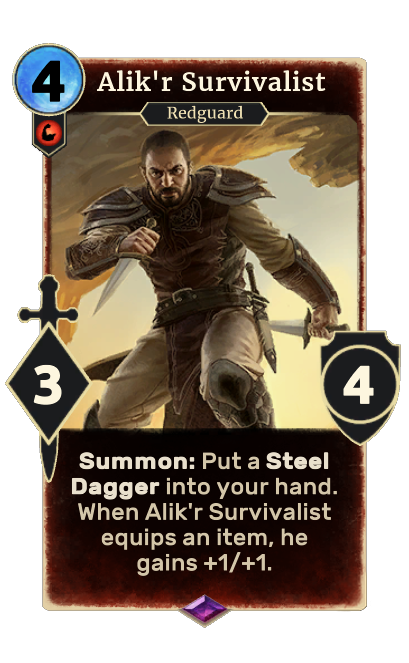 4
Alik'r Survivalist
Redguard
3
4
Summon: Put a Steel
Dagger into your hand.
When Alik'r Survivalist
equips an item, he
gains +1/+1.